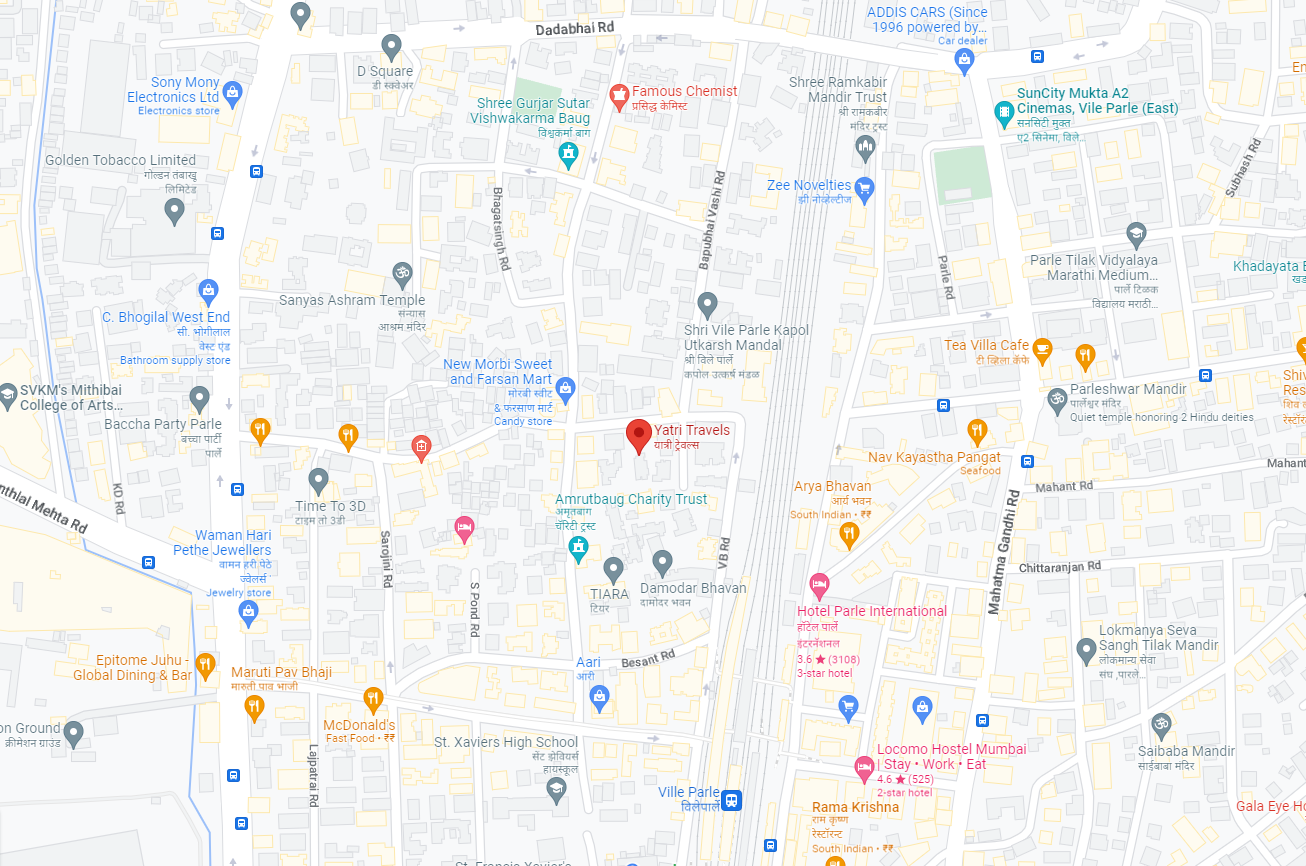 ADDIS CARS (Since
1996 powered by...
Car dealer
Dadabhai Rd
D Square
डी स्क्वेअर
Sony Mony
Electronics Ltd
Electronics store
Famous Chemist
प्रसिद्ध केमिस्ट
Shree Gurjar Sutar
Vishwakarma Baug
विश्वकर्मा बाग
Shree Ramkabir
Mandir Trust
श्री रामकबीर
मंदिर ट्रस्ट
SunCity Mukta A2
Cinemas, Vile Parle (East)
सनसिटी मुक्त
ए2 सिनेमा, विले...
Golden Tobacco Limited
गोल्डन तंबाखू
लिमिटेड
Zee Novelties
झी नोव्हेल्टीज
Subhash Rd
Bhagatsingh Rd
Bapubhai Vashi Rd
Parle Rd
Parle Tilak Vidyalaya
Marathi Medium...
पार्ले टिळक
विद्यालय मराठी...
Khadayata
Sanyas Ashram Temple
संन्यास
आश्रम मंदिर
C. Bhogilal West End
सी. भोगीलाल
वेस्ट एंड
Bathroom supply store
Shri Vile Parle Kapol
Utkarsh Mandal
श्री विले पार्ले
कपोल उत्कर्ष मंडळ
Tea Villa Cafe
टी व्हिला कॅफे
New Morbi Sweet
and Farsan Mart
मोरबी स्वीट
& फरसाण मार्ट
Candy store
SVKM's Mithibai
College of Arts...
Parleshwar Mandir
पार्लेश्वर मंदिर
Quiet temple honoring 2 Hindu deities
Baccha Party Parle
बच्चा पार्टी
पार्ले
Yatri Travels
यात्री ट्रॅवल्स
Nav Kayastha Pangat
Seafood
Mahant
Mahant Rd
Arya Bhavan
आर्य भवन
South Indian • ₹₹
KD Rd
Time To 3D
टाइम तो 3डी
Amrutbaug Charity Trust
अमृतबाग
चॅरिटी ट्रस्ट
nthlal Mehta Rd
Waman Hari
Pethe Jewellers
वामन हरी पेठे
ज्वेलर्स
Jewelry store
Sarojini Rd
VB Rd
Mahatma Gandhi Rd
Chittaranjan Rd
TIARA
टियर
Damodar Bhavan
दामोदर भवन
S Pond Rd
Hotel Parle International
हॉटेल पार्ले
इंटरनॅशनल
3.6 ★ (3108)
3-star hotel
Lokmanya Seva
Sangh Tilak Mandir
लोकमान्य सेवा
संघ ,पारले...
Besant Rd
Epitome Juhu -
Global Dining & Bar
Maruti Pav Bhaji
मारुती पाव भाजी
Aari
आरी
McDonald's
Fast Food • ₹₹
on Ground
क्रीमेशन ग्राउंड
St. Xaviers High School
सेंट झेवियर्स
हायस्कूल
Locomo Hostel Mumbai
| Stay • Work • Eat
4.6 ★ (525)
2-star hotel
Saibaba Mandir
साईबाबा मंदिर
Lajpatrai Rd
Ville Parle
विलेपार्ले
Rama Krishna
राम कृष्ण
रेस्टॉरंट
South Indian • ₹₹
Gala Eye
St. Francis Xavier's